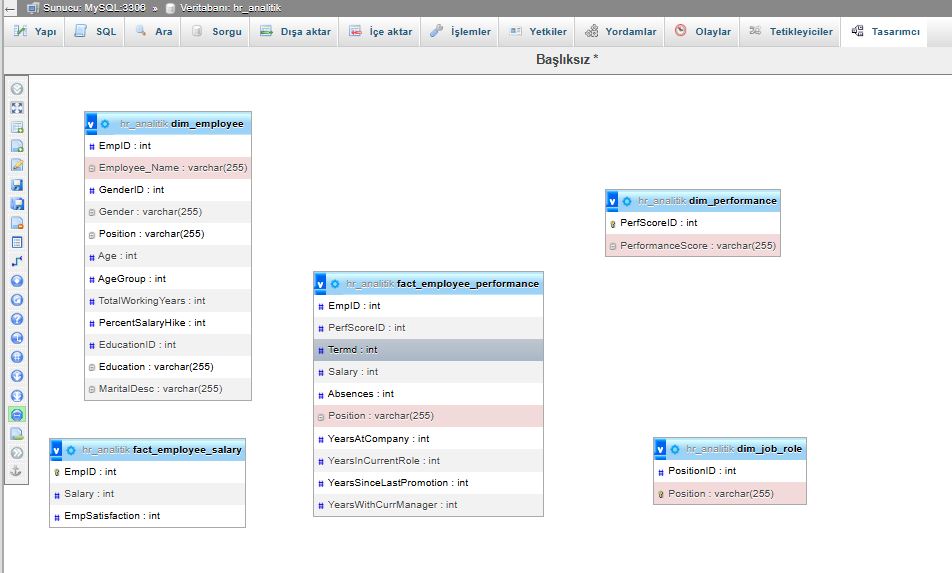 Sunucu: MySQL:3306 » Veritabanı: hr_analitik
Yapı SQL Ara Sorgu Dışa aktar İçe aktar İşlemler Yetkiler Yordamlar Olaylar Tetikleyiciler Tasarımcı
Başlıksız *
v hr_analitik dim_employee
# EmpID : int
Employee_Name : varchar(255)
# GenderID : int
Gender : varchar(255)
Position : varchar(255)
# Age : int
# AgeGroup : int
# TotalWorkingYears : int
# PercentSalaryHike : int
# EducationID : int
Education : varchar(255)
MaritalDesc : varchar(255)
v hr_analitik dim_performance
PerfScoreID : int
PerformanceScore : varchar(255)
v hr_analitik fact_employee_performance
# EmpID : int
# PerfScoreID : int
# Termd : int
# Salary : int
# Absences : int
Position : varchar(255)
# YearsAtCompany : int
# YearsInCurrentRole : int
# YearsSinceLastPromotion : int
# YearsWithCurrManager : int
v hr_analitik fact_employee_salary
EmpID : int
# Salary : int
# EmpSatisfaction : int
v hr_analitik dim_job_role
# PositionID : int
Position : varchar(255)